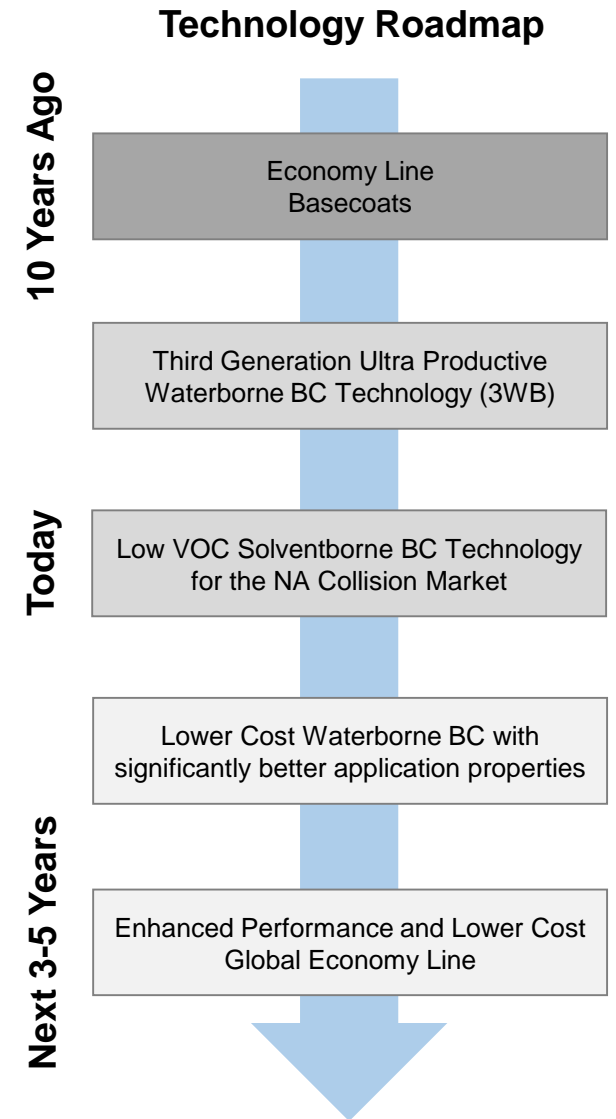 Technology Roadmap
10 Years Ago
Economy Line
Basecoats
Third Generation Ultra Productive
Waterborne BC Technology (3WB)
Today
Low VOC Solventborne BC Technology
for the NA Collision Market
Lower Cost Waterborne BC with
significantly better application properties
Next 3-5 Years
Enhanced Performance and Lower Cost
Global Economy Line